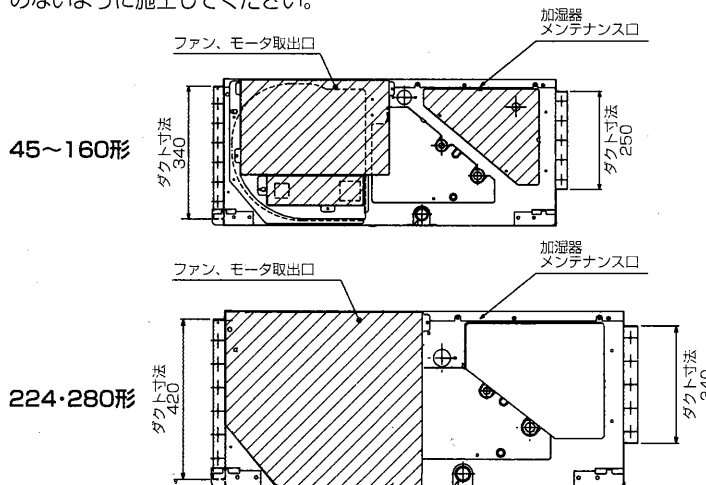 のないように施工してください。
加湿器
メンテナンス口
ファン、モータ取出口
45～160形
ダクト寸法
340
ダクト寸法
250
加湿器
メンテナンス口
ファン、モータ取出口
224・280形
ダクト寸法
420
ダクト寸法
340